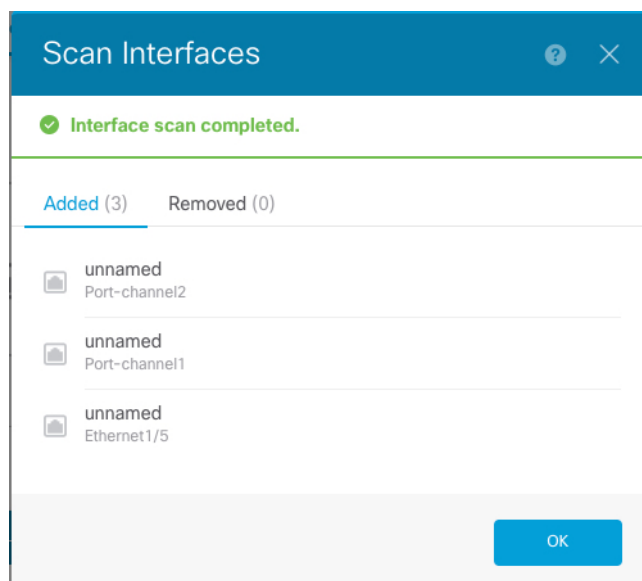 Scan Interfaces
Interface scan completed.
Added (3) Removed (0)
unnamed
Port-channel2
unnamed
Port-channel1
unnamed
Ethernet1/5
OK